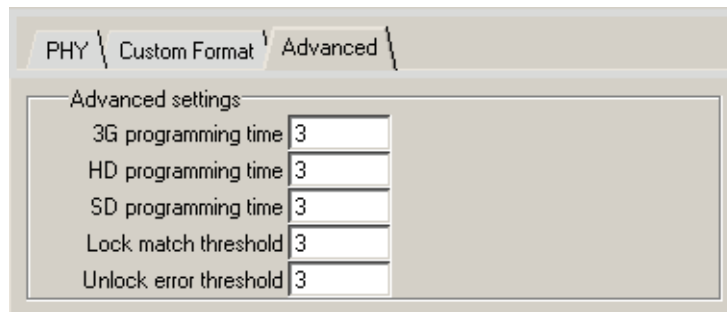 PHY Custom Format Advanced
Advanced settings
3G programming time 3
HD programming time 3
SD programming time 3
Lock match threshold 3
Unlock error threshold 3